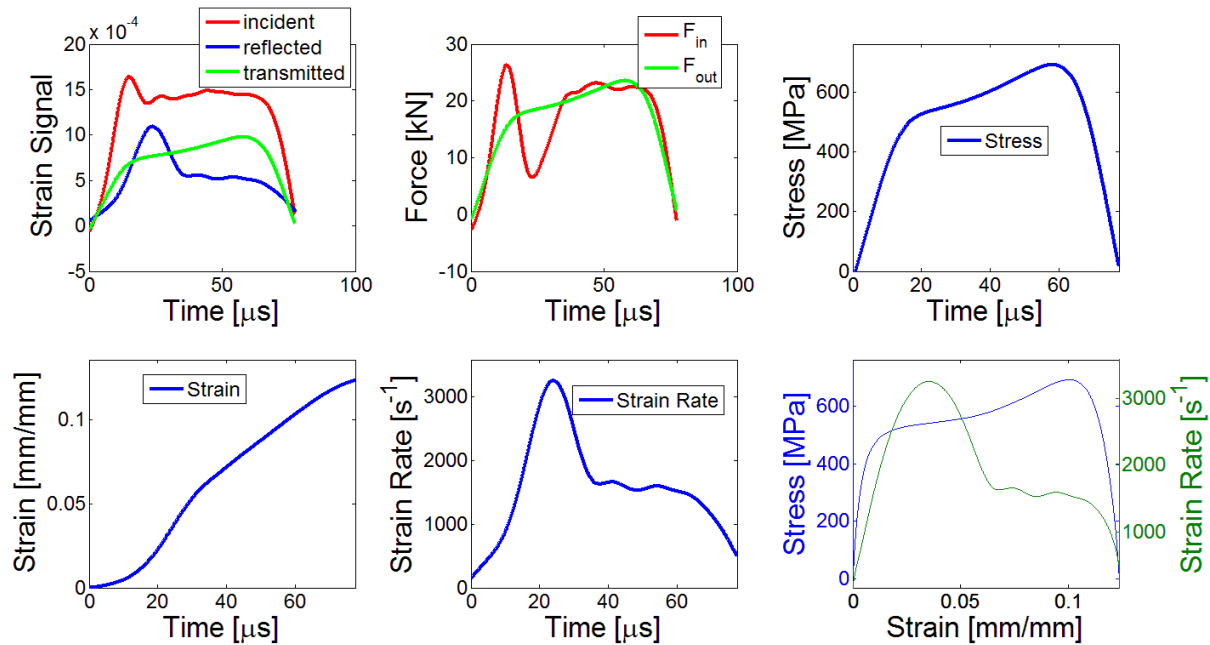 x 10^-4
20
15
10
5
0
-5
Strain Signal
incident
reflected
transmitted
0
50
100
Time [μs]
30
20
10
0
-10
Force [kN]
F_in
F_out
0
50
100
Time [μs]
600
400
200
0
Stress [MPa]
Stress
0
20
40
60
Time [μs]
0.1
0.05
0
Strain [mm/mm]
Strain
0
20
40
60
Time [μs]
3000
2000
1000
0
Strain Rate [s^-1]
Strain Rate
0
20
40
60
Time [μs]
600
400
200
0
Stress [MPa]
3000
2000
1000
Strain Rate [s^-1]
0
0.05
0.1
Strain [mm/mm]